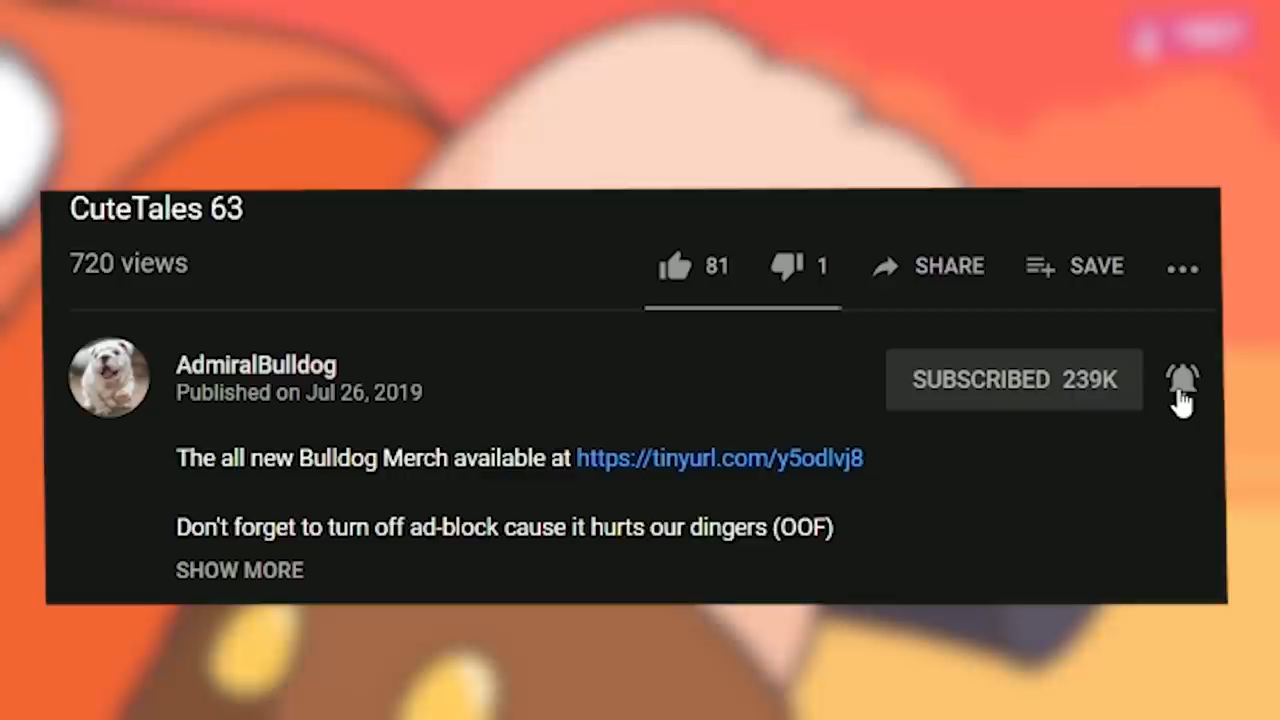 CuteTales 63
720 views
81 1 SHARE SAVE
AdmiralBulldog
Published on Jul 26, 2019
SUBSCRIBED 239K
The all new Bulldog Merch available at https://tinyurl.com/y5odlvj8
Don't forget to turn off ad-block cause it hurts our dingers (OOF)
SHOW MORE